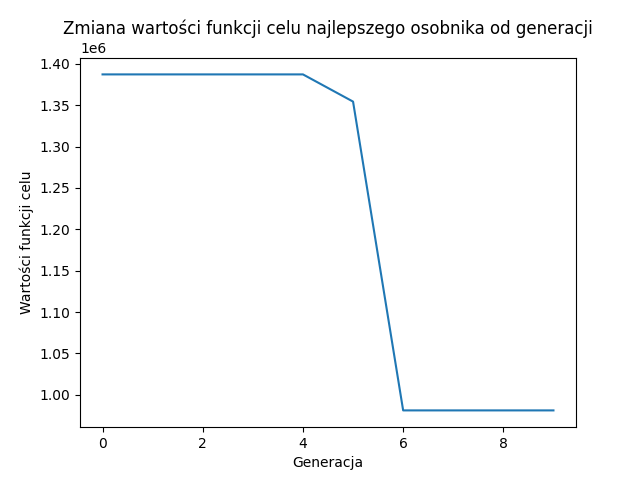 Zmiana wartości funkcji celu najlepszego osobnika od generacji
1e6
1.40
1.35
1.30
1.25
1.20
1.15
1.10
1.05
1.00
Wartości funkcji celu
0 2 4 6 8
Generacja